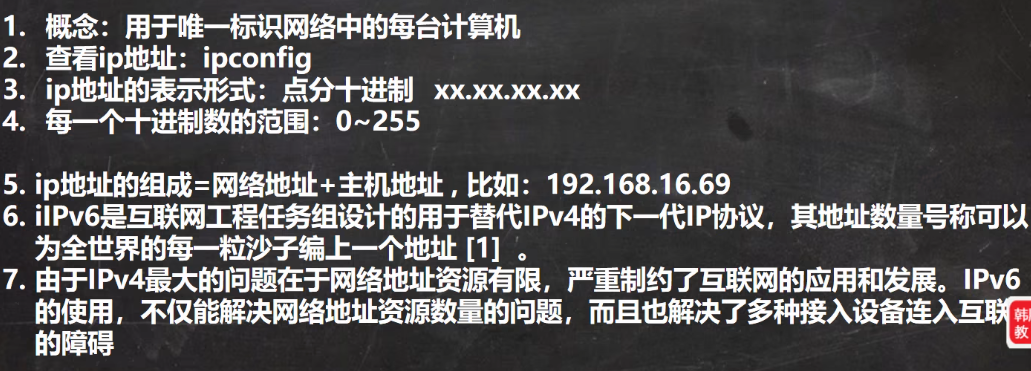 1. 概念：用于唯一标识网络中的每台计算机
2. 查看ip地址：ipconfig
3. ip地址的表示形式：点分十进制 xx.xx.xx.xx
4. 每一个十进制数的范围：0~255
5. ip地址的组成=网络地址+主机地址，比如：192.168.16.69
6. iIPv6是互联网工程任务组设计的用于替代IPv4的下一代IP协议，其地址数量号称可以
为全世界的每一粒沙子编上一个地址 [1] 。
7. 由于IPv4最大的问题在于网络地址资源有限，严重制约了互联网的应用和发展。IPv6
的使用，不仅能解决网络地址资源数量的问题，而且也解决了多种接入设备连入互联
的障碍
教